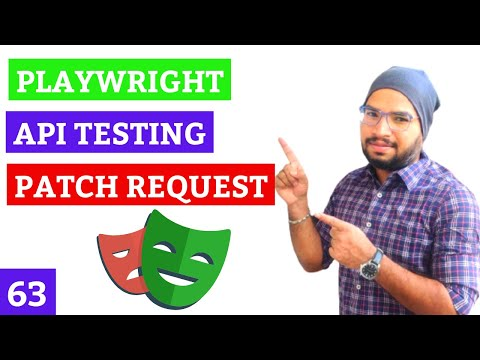 PLAYWRIGHT
API TESTING
PATCH REQUEST
63